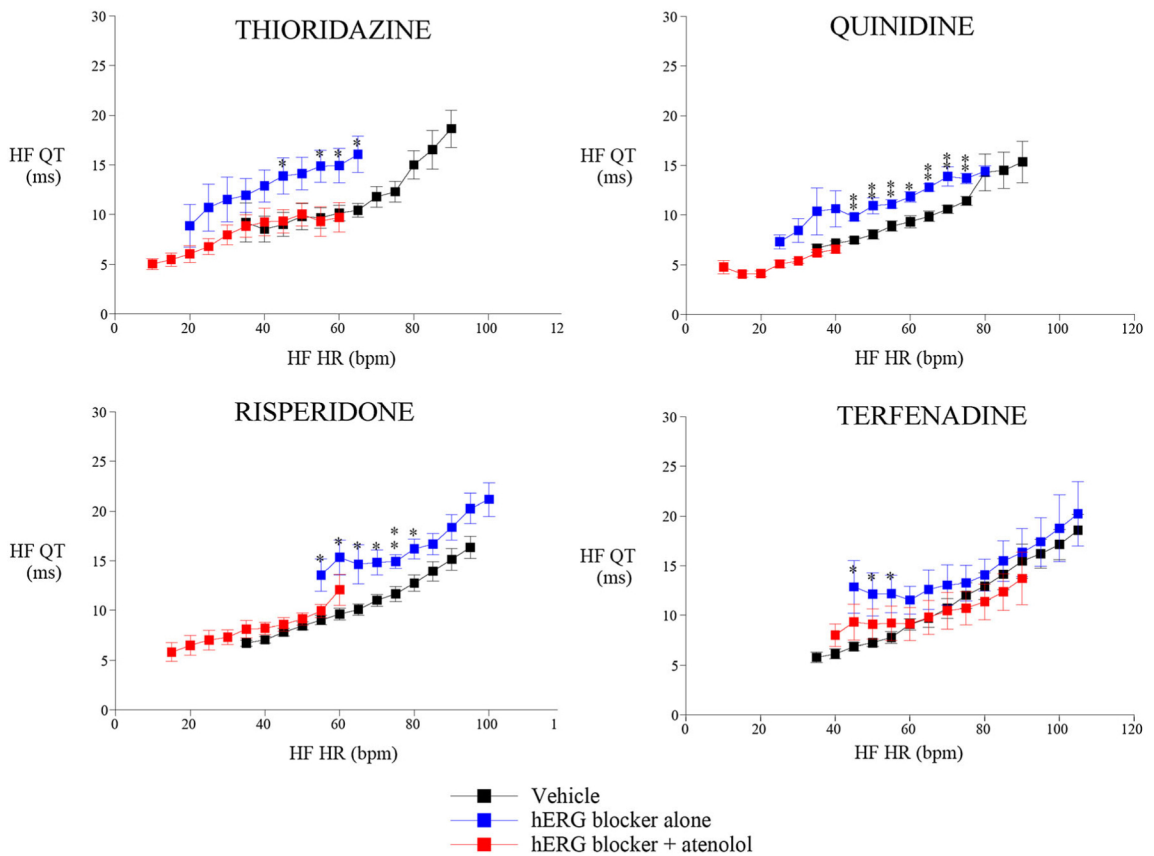 THIORIDAZINE
30
25
20
15
10
5
0
HF QT
(ms)
0 20 40 60 80 100 12
HF HR (bpm)
* * * *
QUINIDINE
30
25
20
15
10
5
0
HF QT
(ms)
0 20 40 60 80 100 120
HF HR (bpm)
** ** ** * ** ** **
RISPERIDONE
30
25
20
15
10
5
0
HF QT
(ms)
0 20 40 60 80 100 1
HF HR (bpm)
* * * * ** *
TERFENADINE
30
25
20
15
10
5
0
HF QT
(ms)
0 20 40 60 80 100 120
HF HR (bpm)
* * *
Vehicle
hERG blocker alone
hERG blocker + atenolol